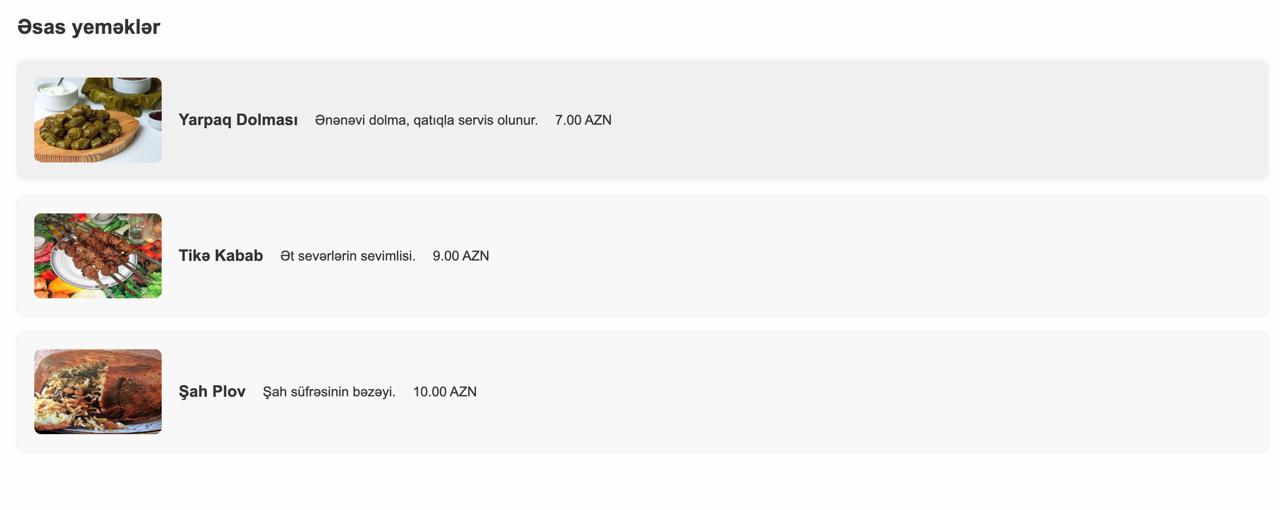 Əsas yeməklər
Yarpaq Dolması Ənənəvi dolma, qatıqla servis olunur. 7.00 AZN
Tikə Kabab Ət sevərlərin sevimlisi. 9.00 AZN
Şah Plov Şah süfrəsinin bəzəyi. 10.00 AZN